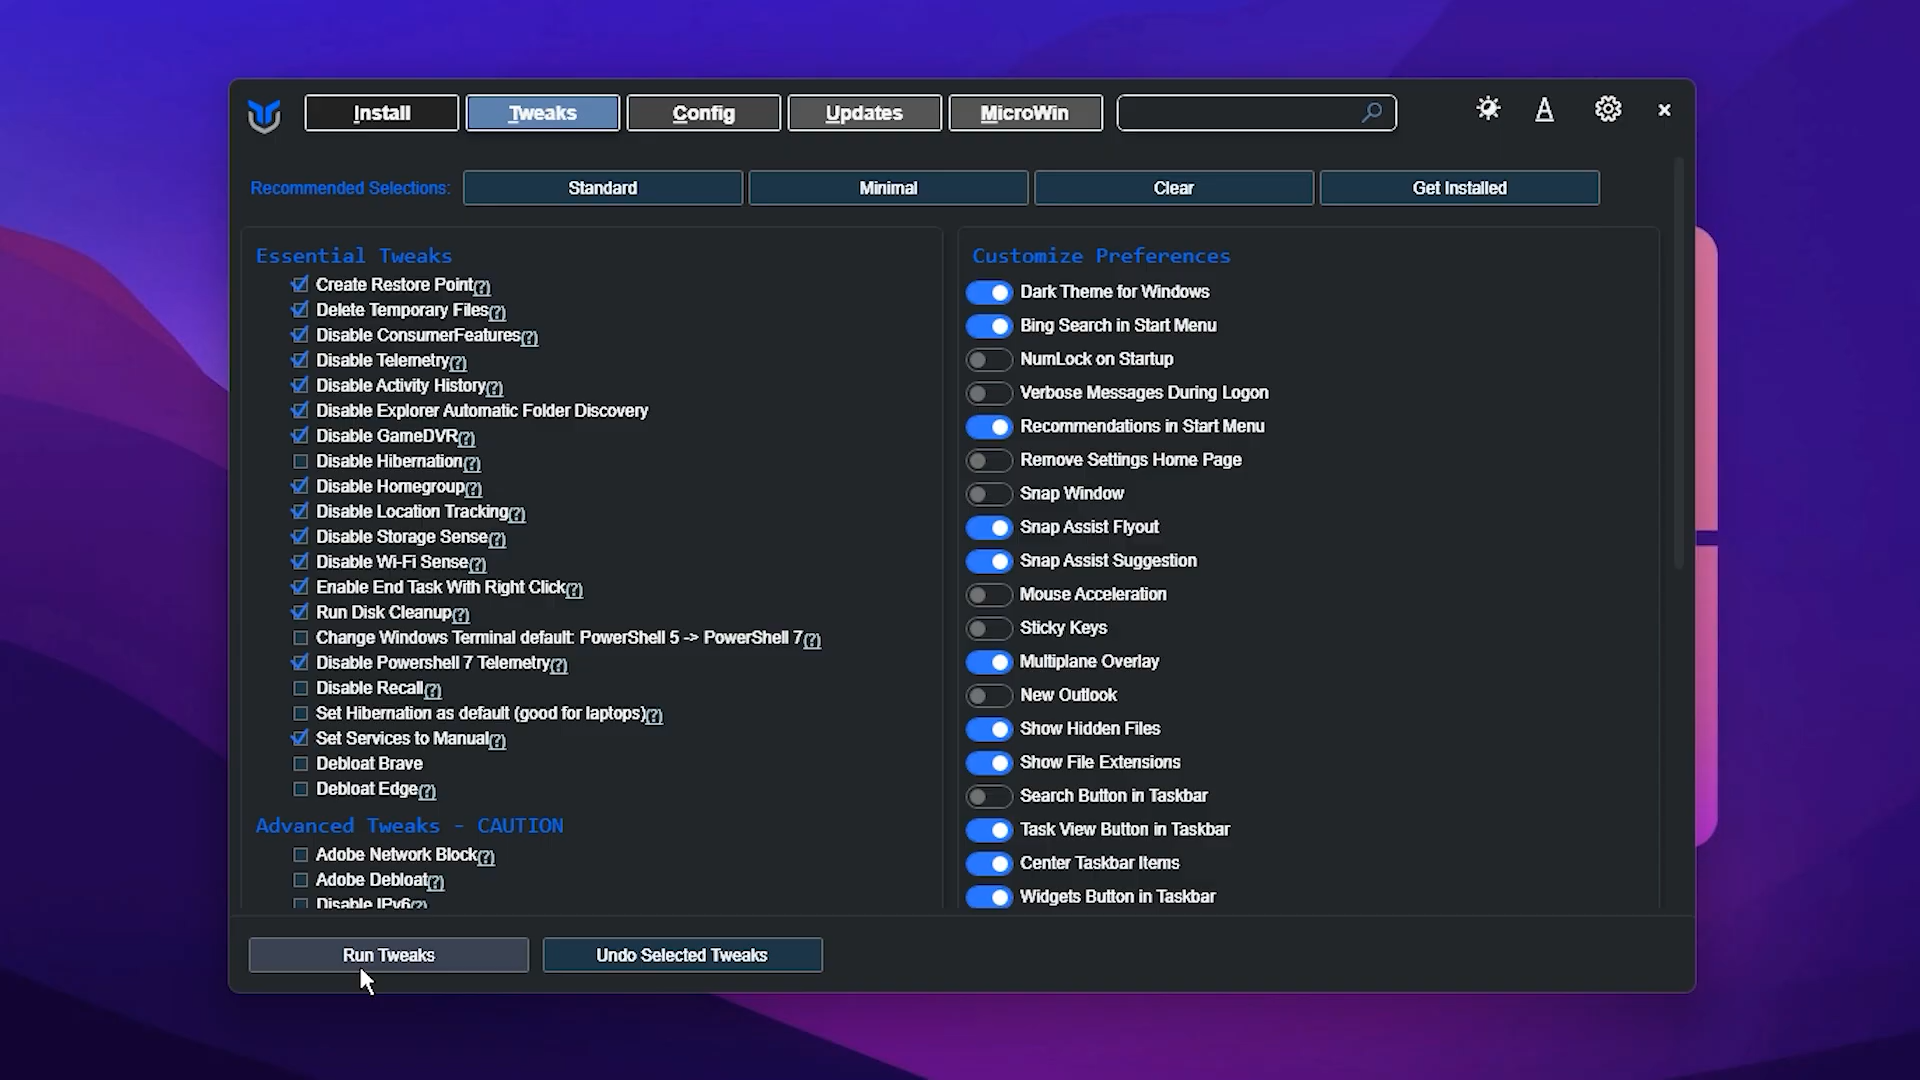 Install
Tweaks
Config
Updates
MicroWin
Recommended Selections:
Standard
Minimal
Clear
Get Installed
Essential Tweaks
Create Restore Point(?)
Delete Temporary Files(?)
Disable ConsumerFeatures(?)
Disable Telemetry(?)
Disable Activity History(?)
Disable Explorer Automatic Folder Discovery
Disable GameDVR(?)
Disable Hibernation(?)
Disable Homegroup(?)
Disable Location Tracking(?)
Disable Storage Sense(?)
Disable Wi-Fi Sense(?)
Enable End Task With Right Click(?)
Run Disk Cleanup(?)
Change Windows Terminal default: PowerShell 5 -> PowerShell 7(?)
Disable Powershell 7 Telemetry(?)
Disable Recall(?)
Set Hibernation as default (good for laptops)(?)
Set Services to Manual(?)
Debloat Brave
Debloat Edge(?)
Advanced Tweaks - CAUTION
Adobe Network Block(?)
Adobe Debloat(?)
Disable IPv6(?)
Customize Preferences
Dark Theme for Windows
Bing Search in Start Menu
NumLock on Startup
Verbose Messages During Logon
Recommendations in Start Menu
Remove Settings Home Page
Snap Window
Snap Assist Flyout
Snap Assist Suggestion
Mouse Acceleration
Sticky Keys
Multiplane Overlay
New Outlook
Show Hidden Files
Show File Extensions
Search Button in Taskbar
Task View Button in Taskbar
Center Taskbar Items
Widgets Button in Taskbar
Run Tweaks
Undo Selected Tweaks